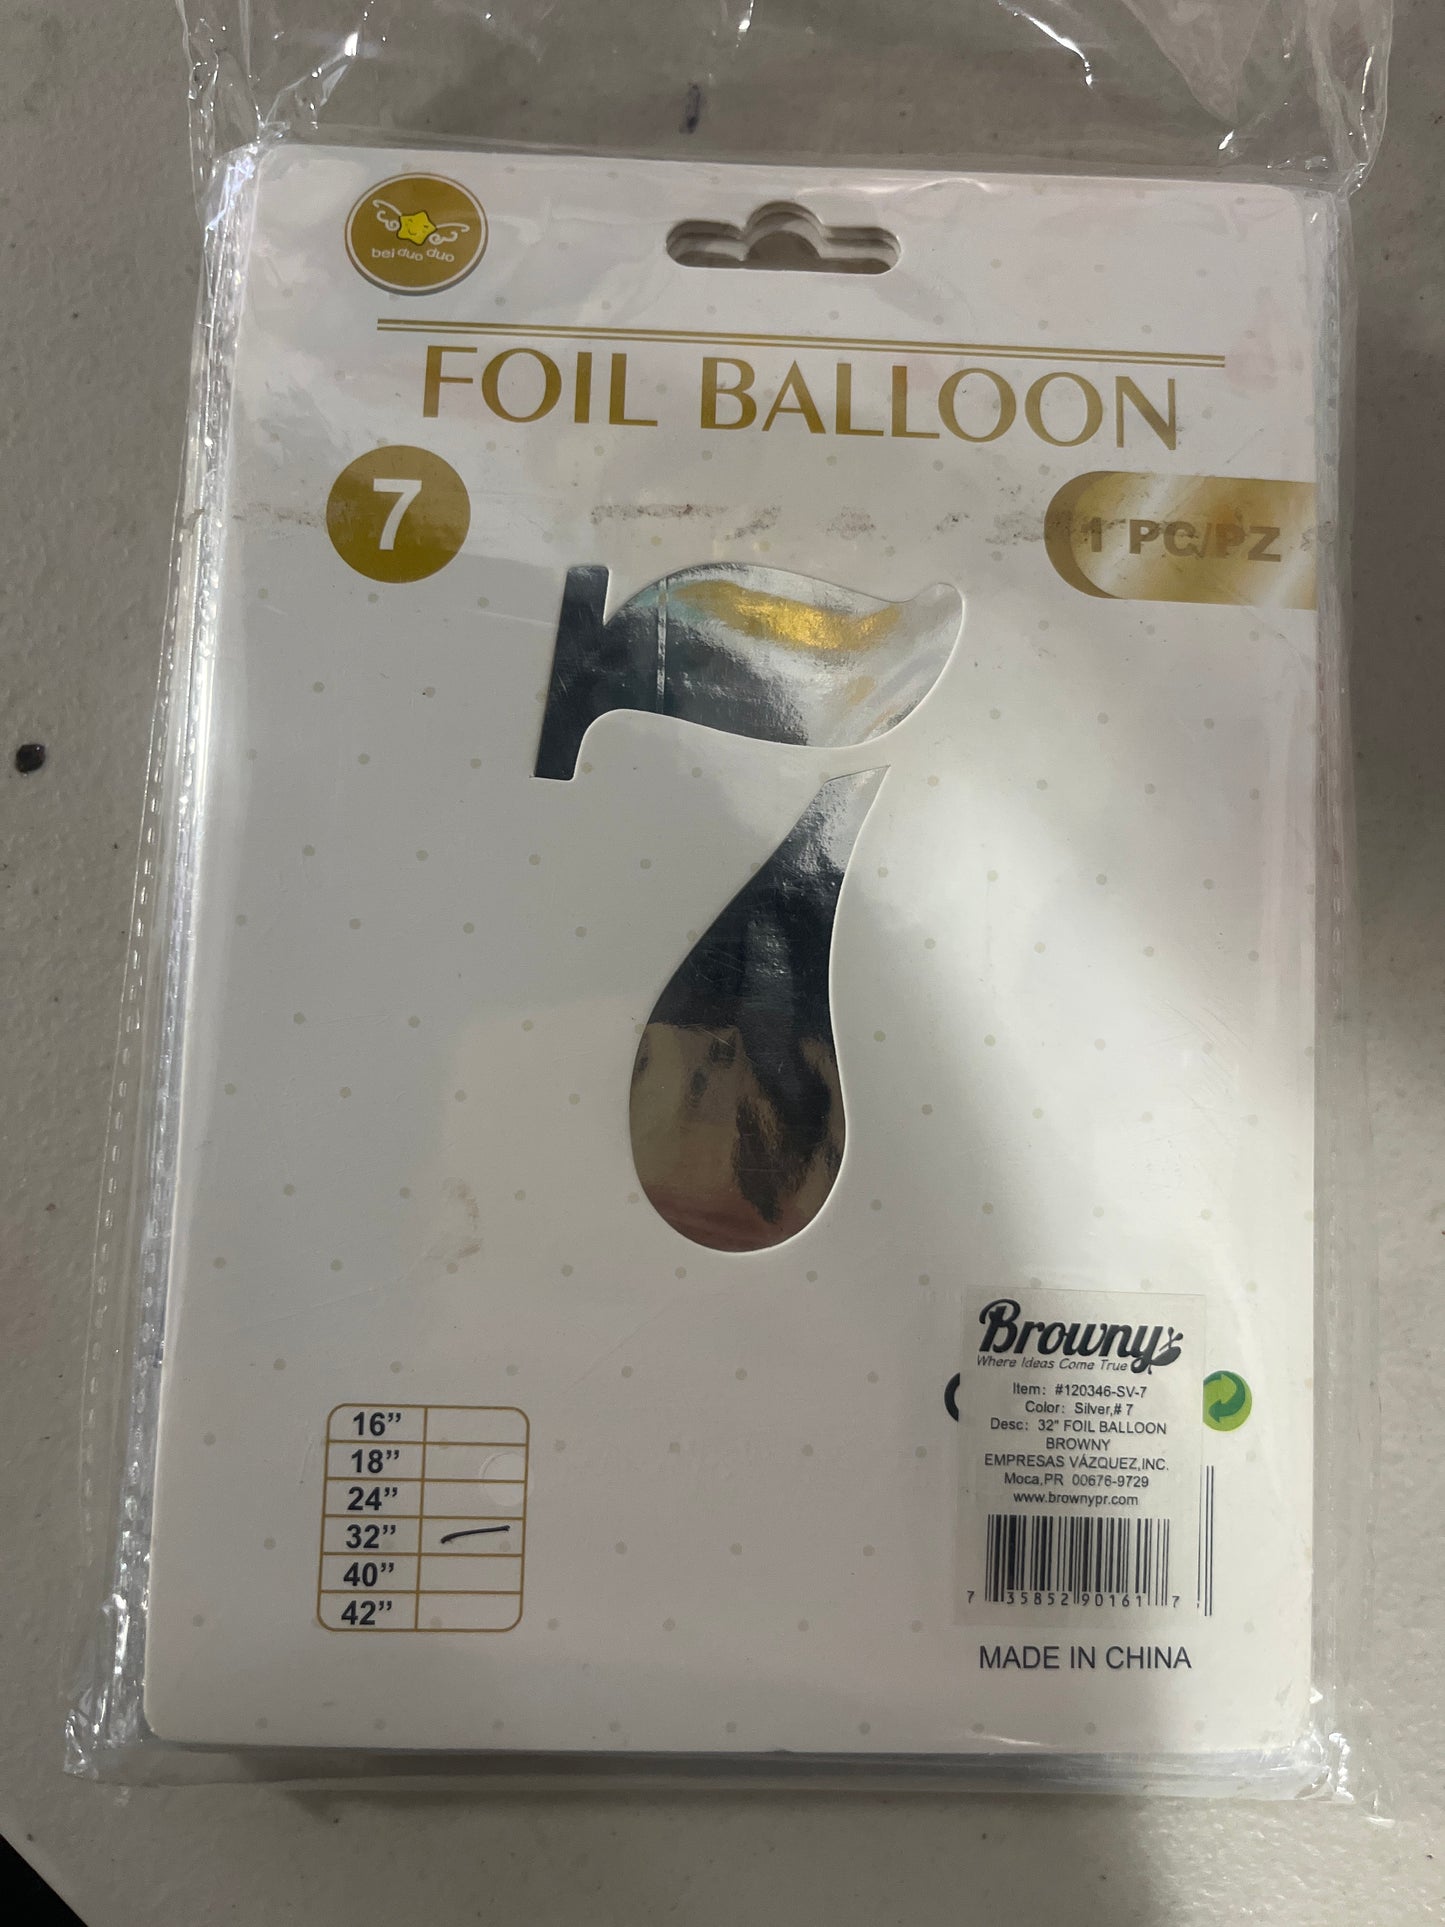 bei duo duo
FOIL BALLOON
7
1 PC/PZ
16”
18”
24”
32”
40”
42”
Browny
Where Ideas Come True
Item: #120346-SV-7
Color: Silver,# 7
Desc: 32" FOIL BALLOON
BROWNY
EMPRESAS VÁZQUEZ,INC.
Moca,PR 00676-9729
www.brownypr.com
7 35852 90161 7
MADE IN CHINA